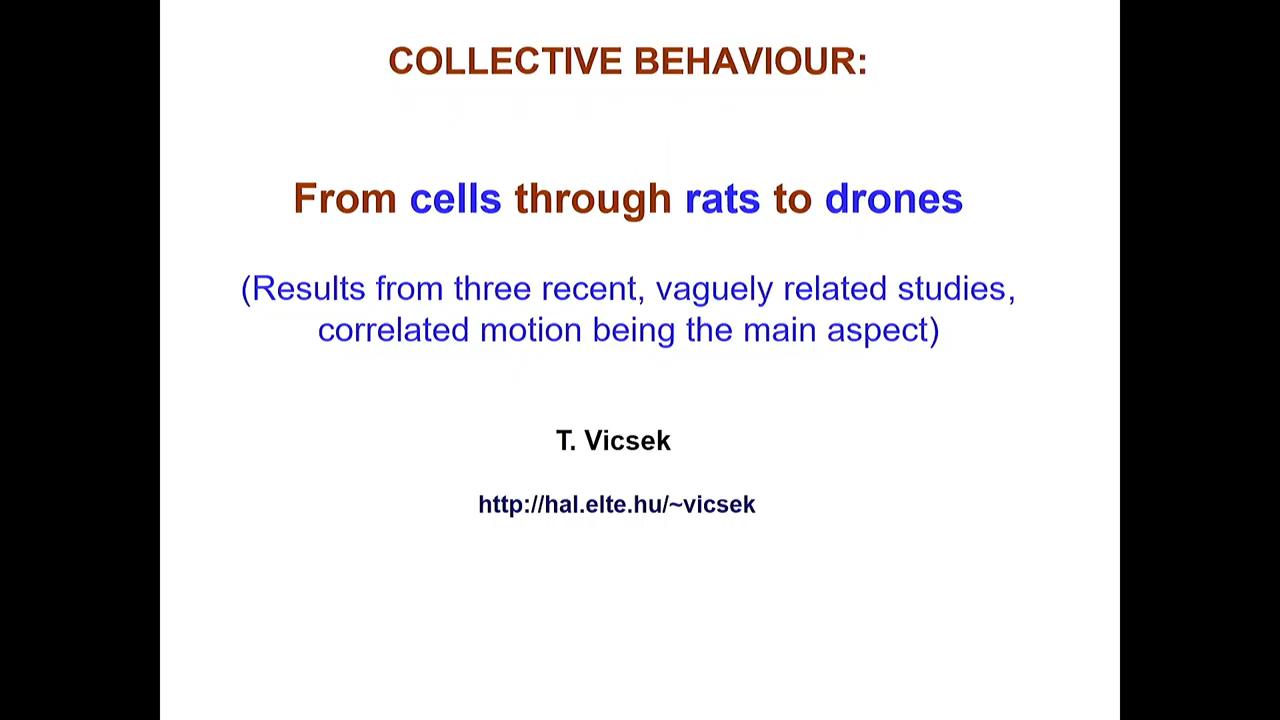 COLLECTIVE BEHAVIOUR:
From cells through rats to drones
(Results from three recent, vaguely related studies,
correlated motion being the main aspect)
T. Vicsek
http://hal.elte.hu/~vicsek